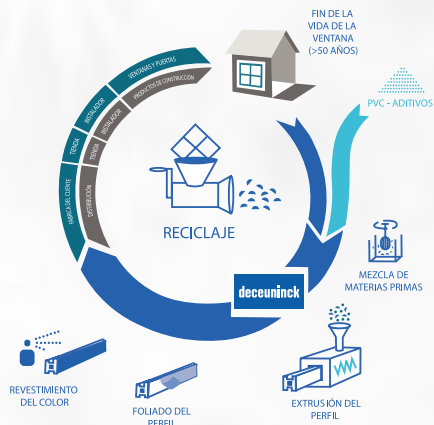 FIN DE LA
VIDA DE LA
VENTANA
(>50 AÑOS)
PVC - ADITIVOS
MEZCLA DE
MATERIAS PRIMAS
EXTRUSIÓN DEL
PERFIL
FOLIADO DEL
PERFIL
REVESTIMIENTO
DEL COLOR
deceuninck
RECICLAJE
FABRICA DEL CLIENTE
TIENDA
INSTALADOR
VENTANAS Y PUERTAS
DISTRIBUCIÓN
TIENDA
INSTALADOR
PRODUCTOS DE CONSTRUCCIÓN